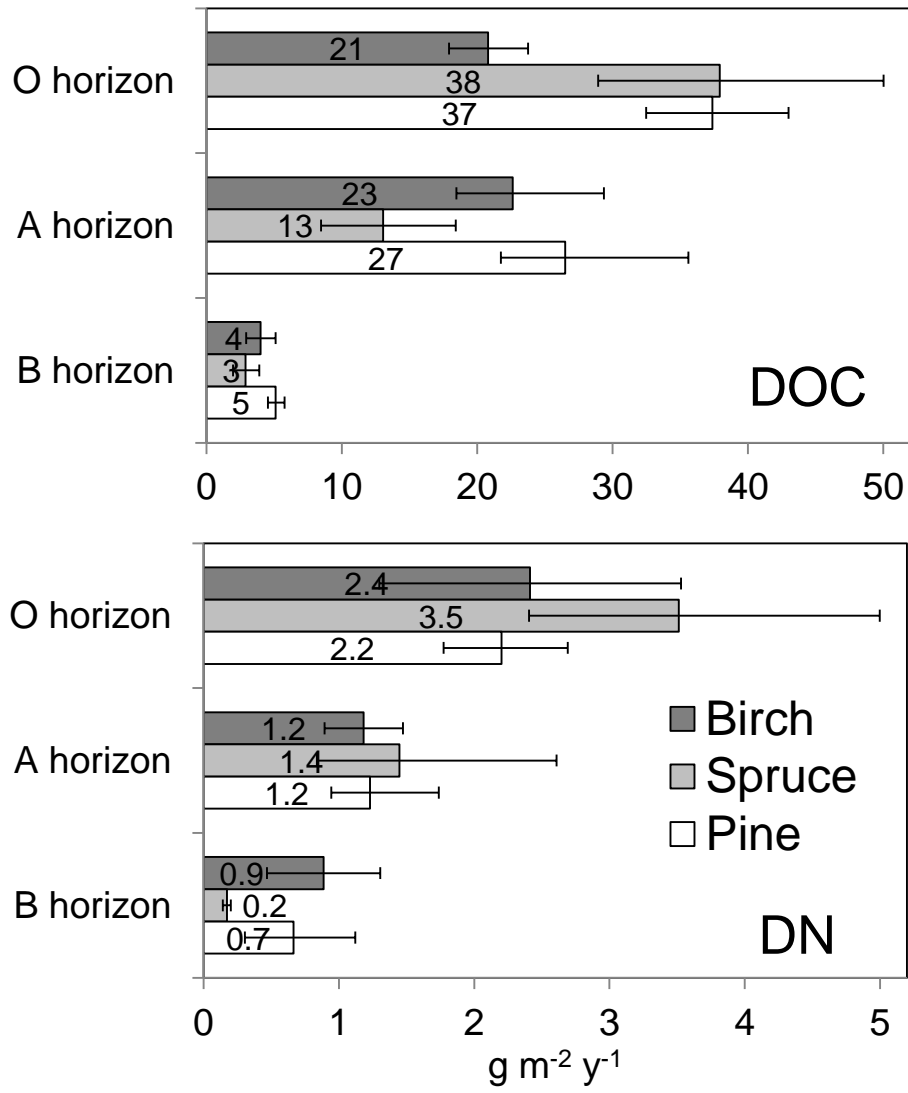 21
O horizon
38
37
23
A horizon
13
27
4
B horizon
3
5
DOC
0 10 20 30 40 50
2.4
O horizon
3.5
2.2
1.2
A horizon
1.4
1.2
Birch
Spruce
Pine
0.9
B horizon
0.2
0.7
DN
0 1 2 3 4 5
g m⁻² y⁻¹